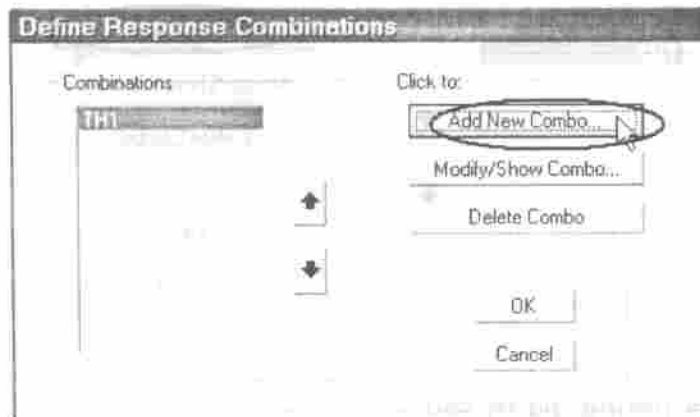 Define Response Combinations
Combinations
TH1
Click to:
Add New Combo...
Modify/Show Combo...
Delete Combo
OK
Cancel